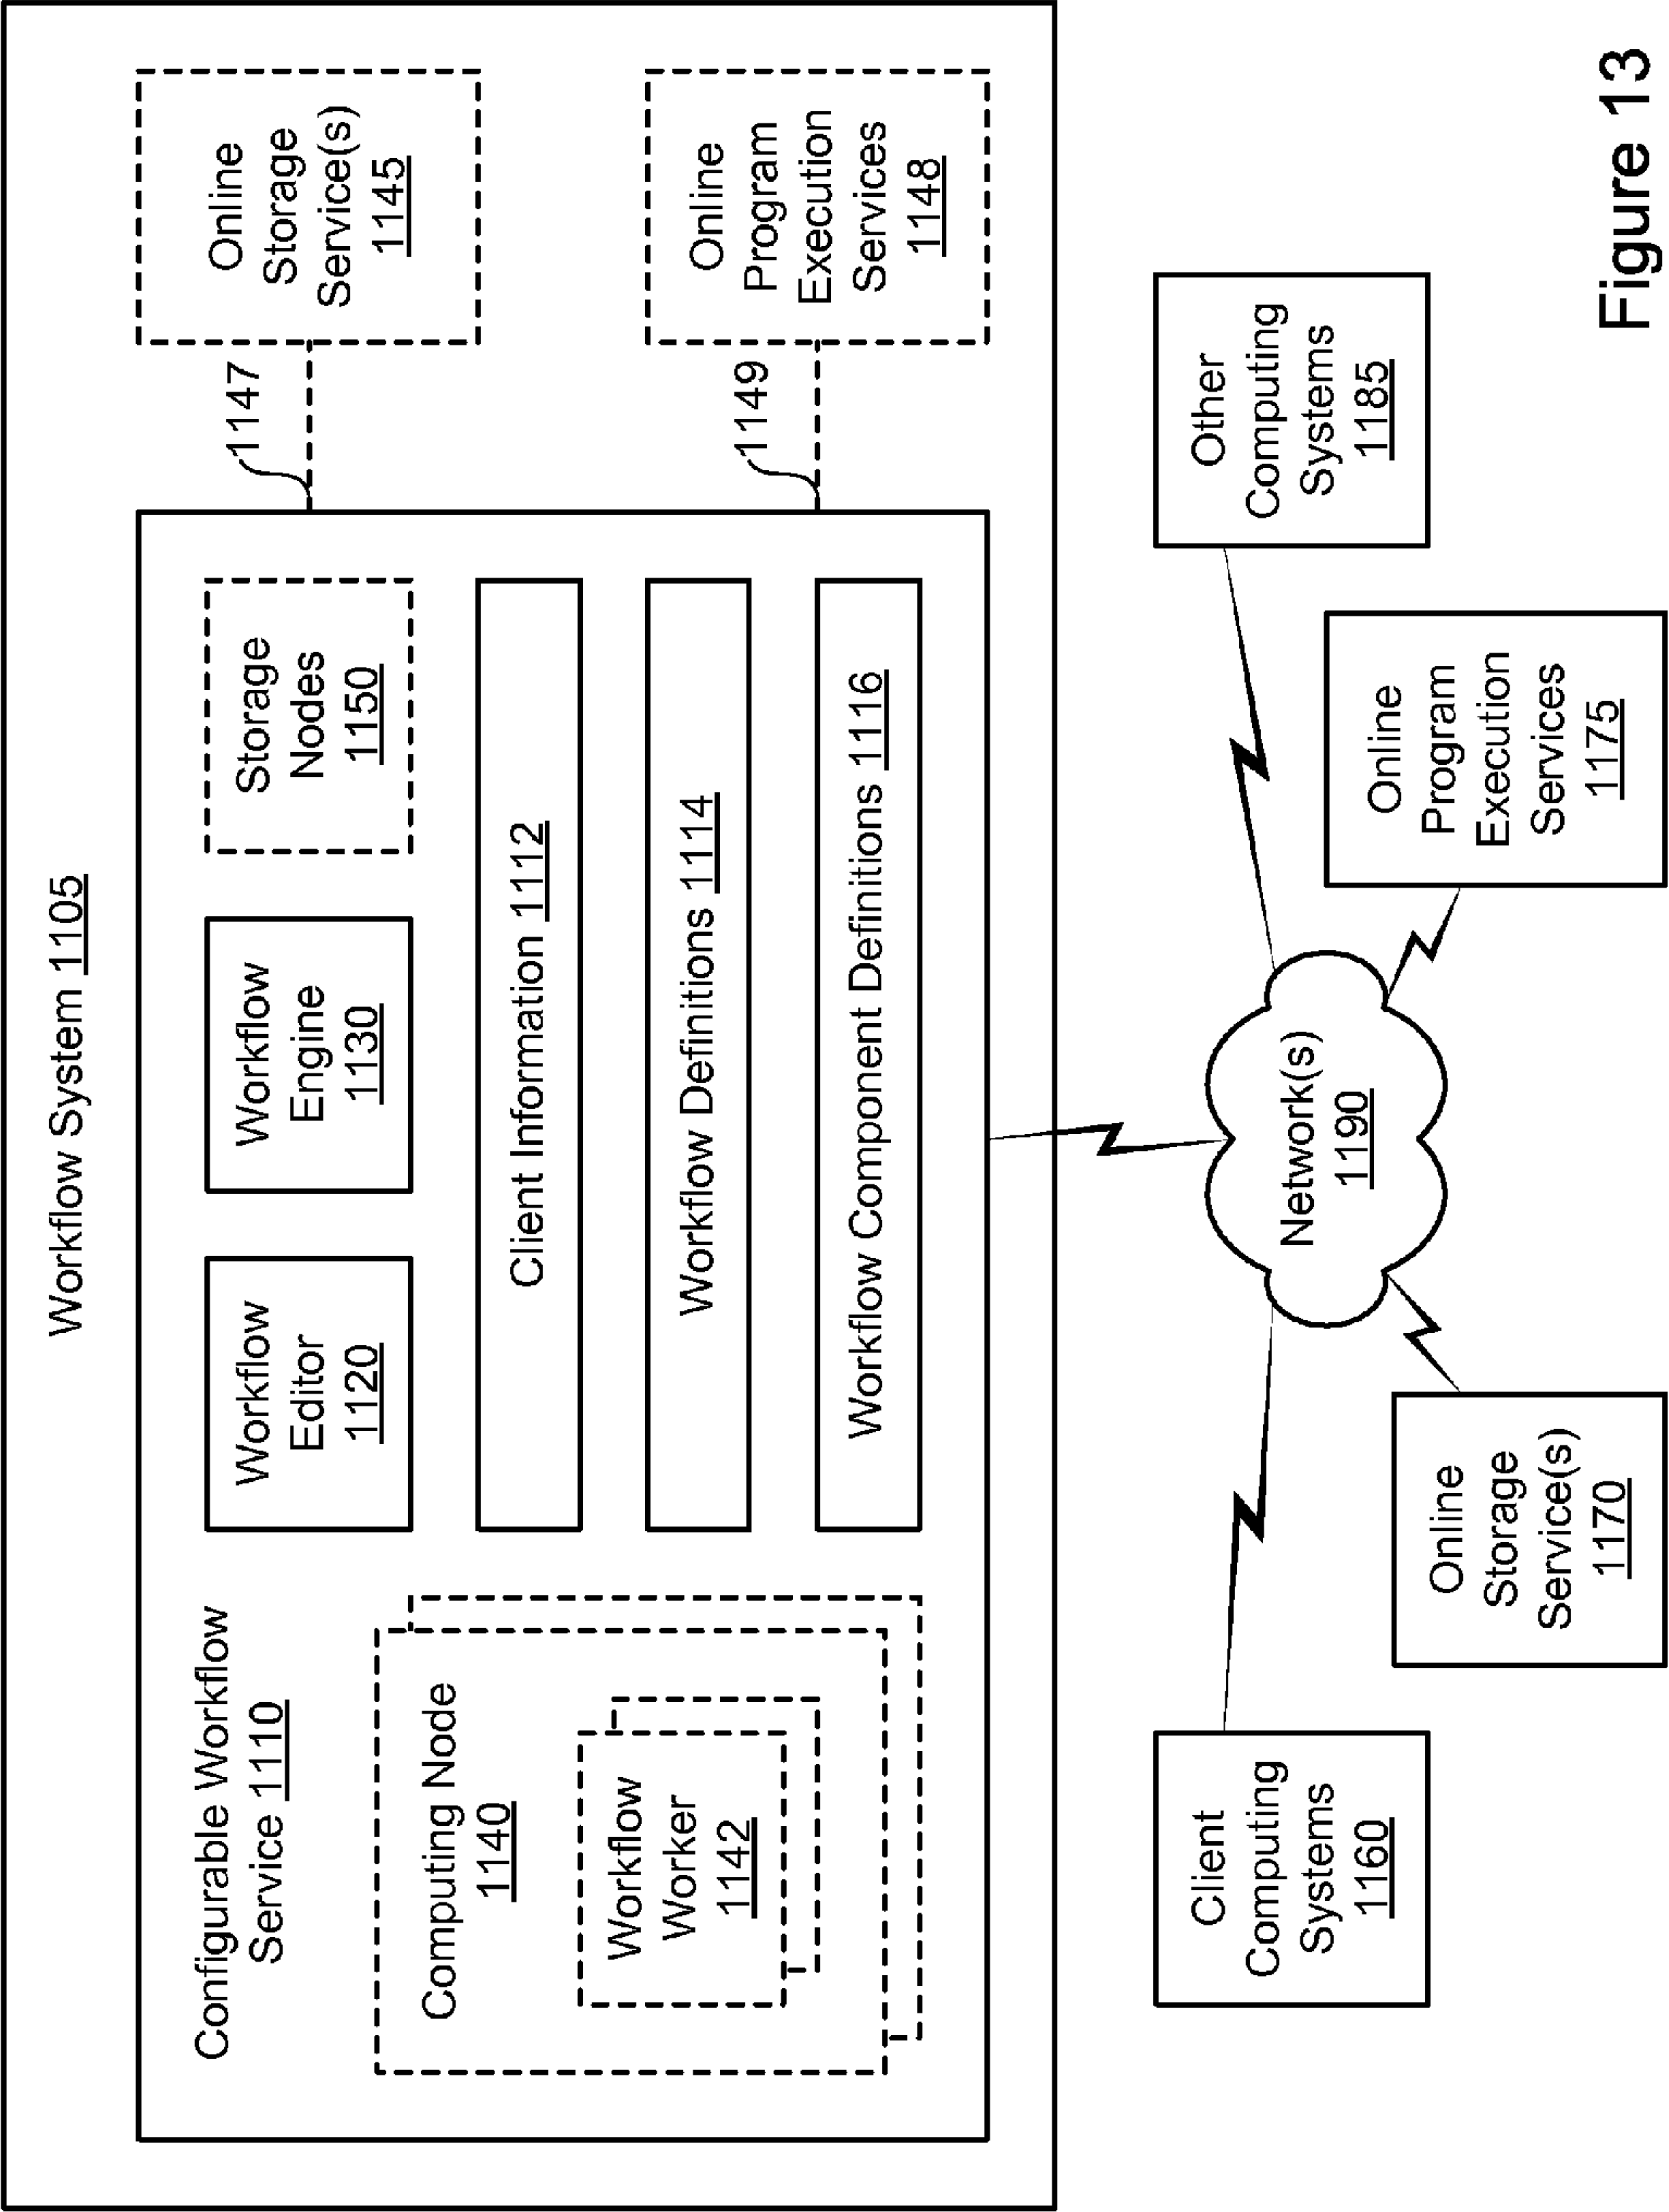 Workflow System 1105
Configurable Workflow
Service 1110
Computing Node
1140
Workflow
Worker
1142
Workflow
Editor
1120
Workflow
Engine
1130
Storage
Nodes
1150
Client Information 1112
Workflow Definitions 1114
Workflow Component Definitions 1116
1147
Online
Storage
Service(s)
1145
1149
Online
Program
Execution
Services
1148
Client
Computing
Systems
1160
Online
Storage
Service(s)
1170
Network(s)
1190
Online
Program
Execution
Services
1175
Other
Computing
Systems
1185
Figure 13